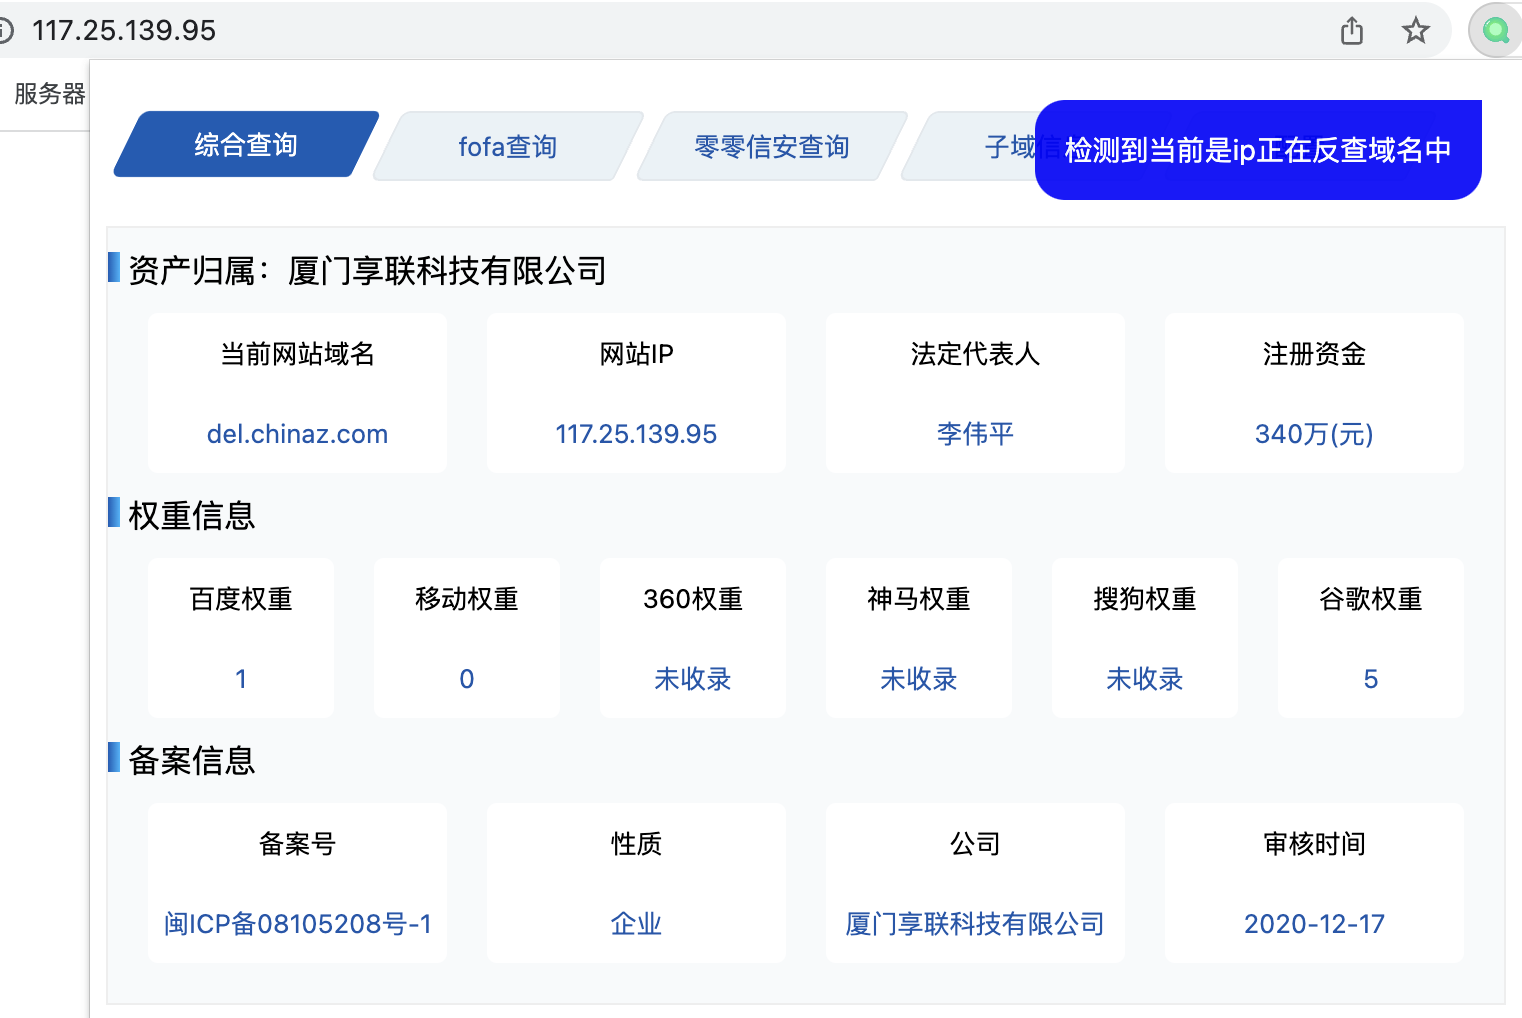 117.25.139.95
服务器
综合查询
fofa查询
零零信安查询
子域信
检测到当前是ip正在反查域名中
资产归属：厦门享联科技有限公司
当前网站域名
网站IP
法定代表人
注册资金
del.chinaz.com
117.25.139.95
李伟平
340万(元)
权重信息
百度权重
移动权重
360权重
神马权重
搜狗权重
谷歌权重
1
0
未收录
未收录
未收录
5
备案信息
备案号
性质
公司
审核时间
闽ICP备08105208号-1
企业
厦门享联科技有限公司
2020-12-17